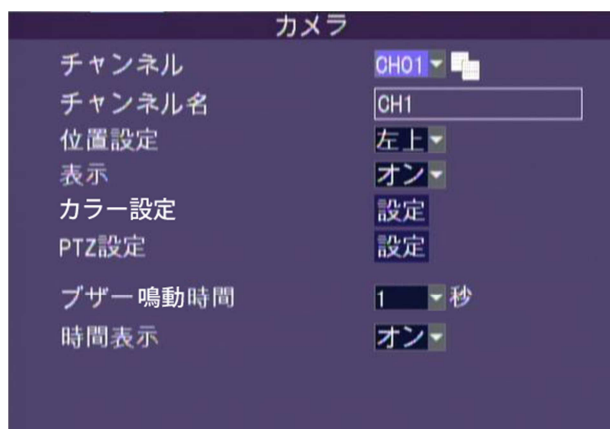 カメラ
チャンネル CH01
チャンネル名 CH1
位置設定 左上
表示 オン
カラー設定 設定
PTZ設定 設定
ブザー鳴動時間 1 秒
時間表示 オン